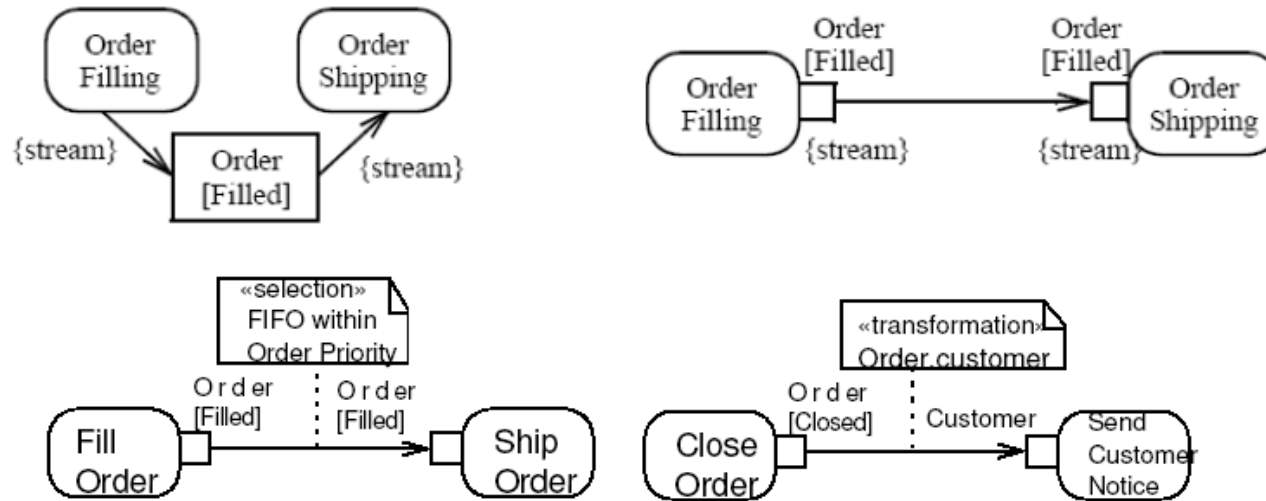 Order
Filling
Order
Shipping
{stream}
Order
[Filled]
{stream}
Order
[Filled]
Order
[Filled]
Order
Filling
Order
Shipping
{stream}
{stream}
«selection»
FIFO within
Order Priority
Order
[Filled]
Order
[Filled]
Fill
Order
Ship
Order
«transformation»
Order.customer
Order
[Closed]
Customer
Close
Order
Send
Customer
Notice